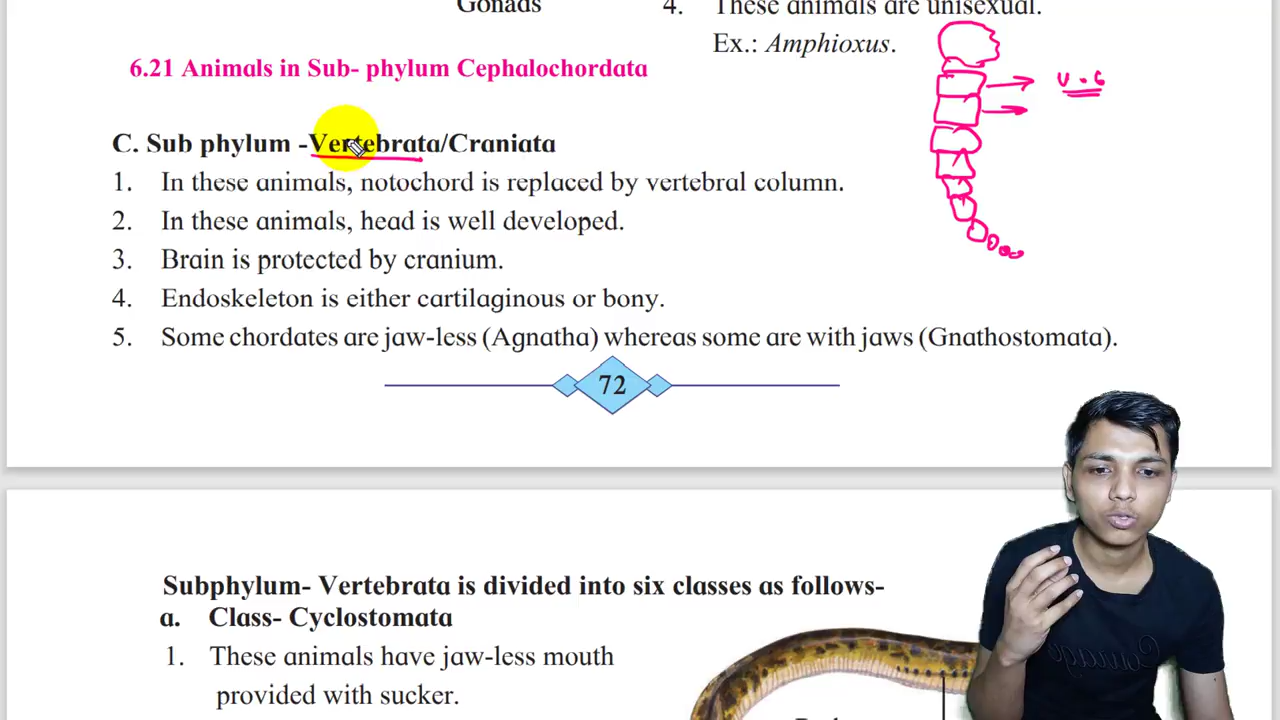 Gonads
4. These animals are unisexual.
Ex.: Amphioxus.
6.21 Animals in Sub- phylum Cephalochordata
C. Sub phylum -Vertebrata/Craniata
1. In these animals, notochord is replaced by vertebral column.
2. In these animals, head is well developed.
3. Brain is protected by cranium.
4. Endoskeleton is either cartilaginous or bony.
5. Some chordates are jaw-less (Agnatha) whereas some are with jaws (Gnathostomata).
72
Subphylum- Vertebrata is divided into six classes as follows-
a. Class- Cyclostomata
1. These animals have jaw-less mouth
provided with sucker.